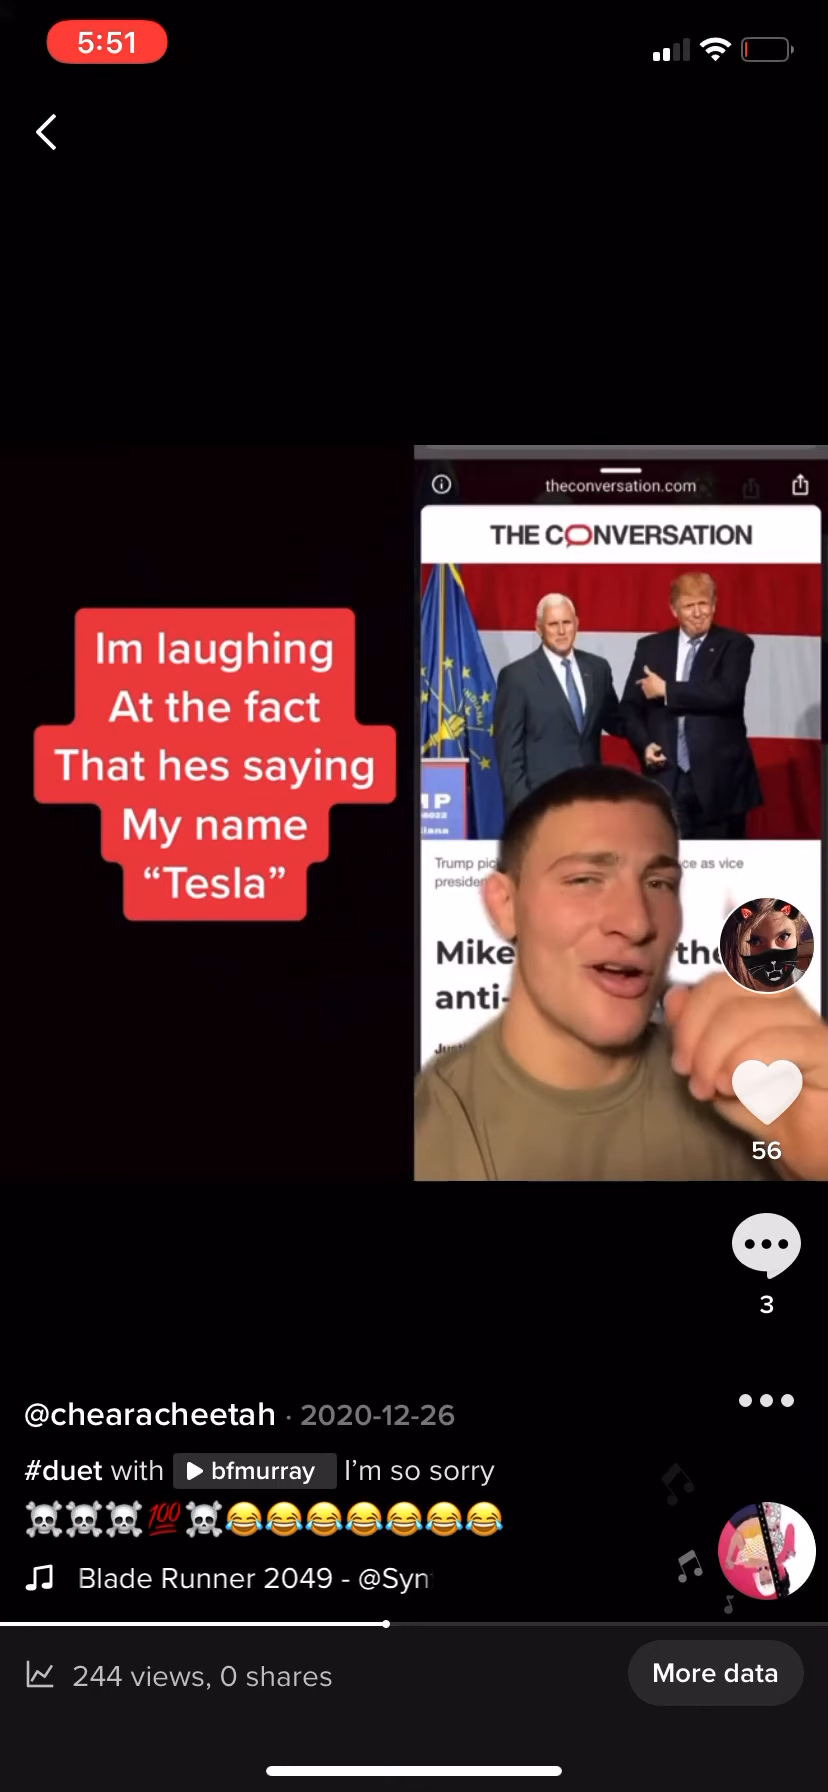 5:51
theconversation.com
THE CONVERSATION
Im laughing
At the fact
That hes saying
My name
“Tesla”
INDIANA
MP
Trump pic ce as vice
presiden
Mike the
anti-
56
3
@chearacheetah · 2020-12-26
#duet with bfmurray I’m so sorry
☠️☠️☠️💯☠️😂😂😂😂😂😂😂
Blade Runner 2049 - @Syn
244 views, 0 shares
More data